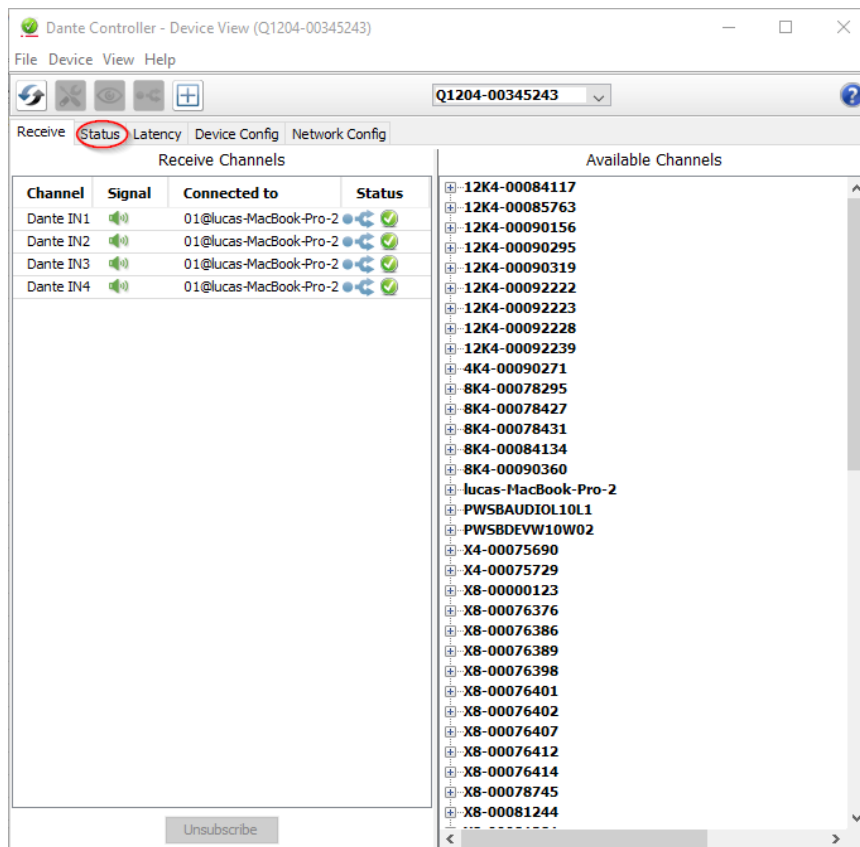 Dante Controller - Device View (Q1204-00345243)
File Device View Help
Q1204-00345243
Receive Status Latency Device Config Network Config
Receive Channels
Channel Signal Connected to Status
Dante IN1 01@lucas-MacBook-Pro-2
Dante IN2 01@lucas-MacBook-Pro-2
Dante IN3 01@lucas-MacBook-Pro-2
Dante IN4 01@lucas-MacBook-Pro-2
Unsubscribe
Available Channels
12K4-00084117
12K4-00085763
12K4-00090156
12K4-00090295
12K4-00090319
12K4-00092222
12K4-00092223
12K4-00092228
12K4-00092239
4K4-00090271
8K4-00078295
8K4-00078427
8K4-00078431
8K4-00084134
8K4-00090360
lucas-MacBook-Pro-2
PWSBAUDIOL10L1
PWSBDEVW10W02
X4-00075690
X4-00075729
X8-00000123
X8-00076376
X8-00076386
X8-00076389
X8-00076398
X8-00076401
X8-00076402
X8-00076407
X8-00076412
X8-00076414
X8-00078745
X8-00081244